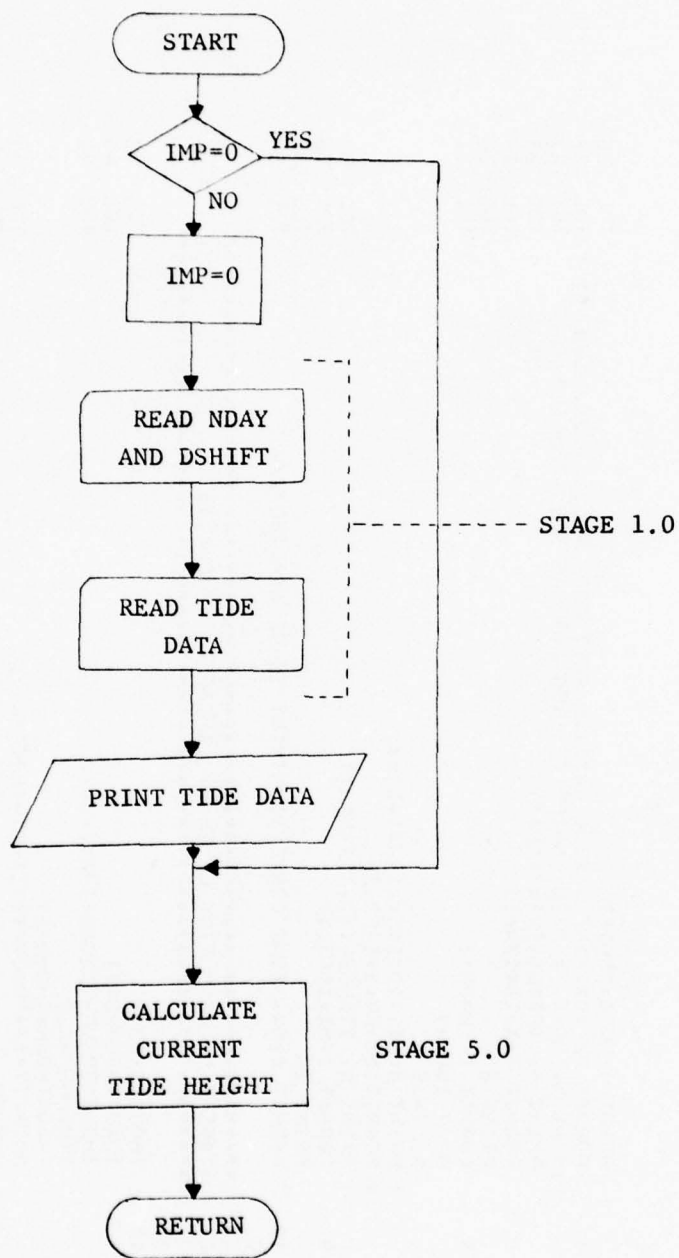 START
IMP=0
YES
NO
IMP=0
READ NDAY
AND DSHIFT
STAGE 1.0
READ TIDE
DATA
PRINT TIDE DATA
CALCULATE
CURRENT
TIDE HEIGHT
STAGE 5.0
RETURN